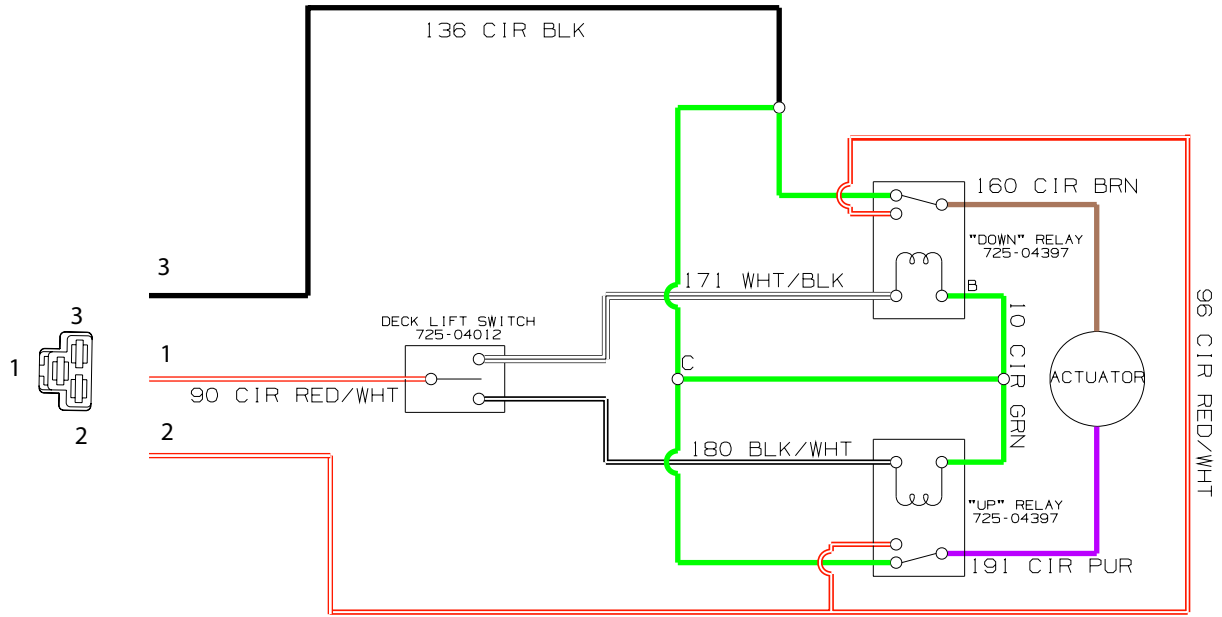 136 CIR BLK
160 CIR BRN
"DOWN" RELAY
725-04397
3
171 WHT/BLK
B
96 CIR RED/WHT
10 CIR GRN
3
DECK LIFT SWITCH
725-04012
1
1
C
ACTUATOR
90 CIR RED/WHT
2
2
180 BLK/WHT
"UP" RELAY
725-04397
191 CIR PUR